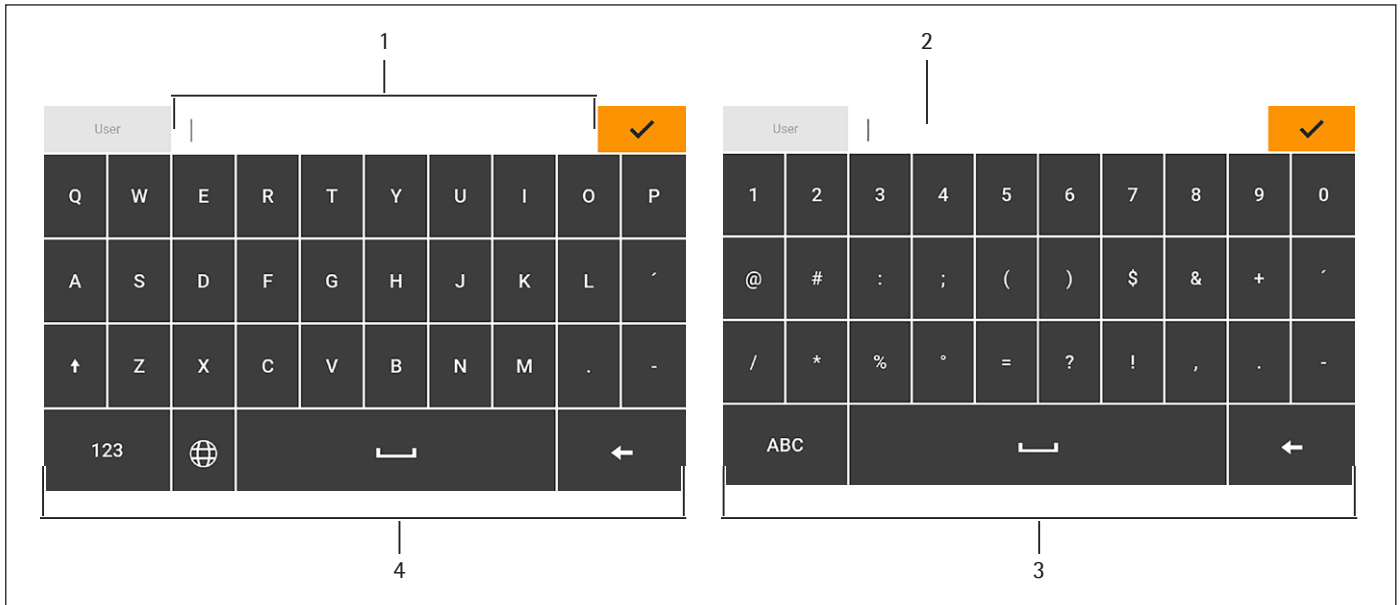 1 2
User User
Q W E R T Y U I O P 1 2 3 4 5 6 7 8 9 0
A S D F G H J K L ´ @ # : ; ( ) $ & + ´
Z X C V B N M . - / * % ° = ? ! , . -
123 ABC
4 3